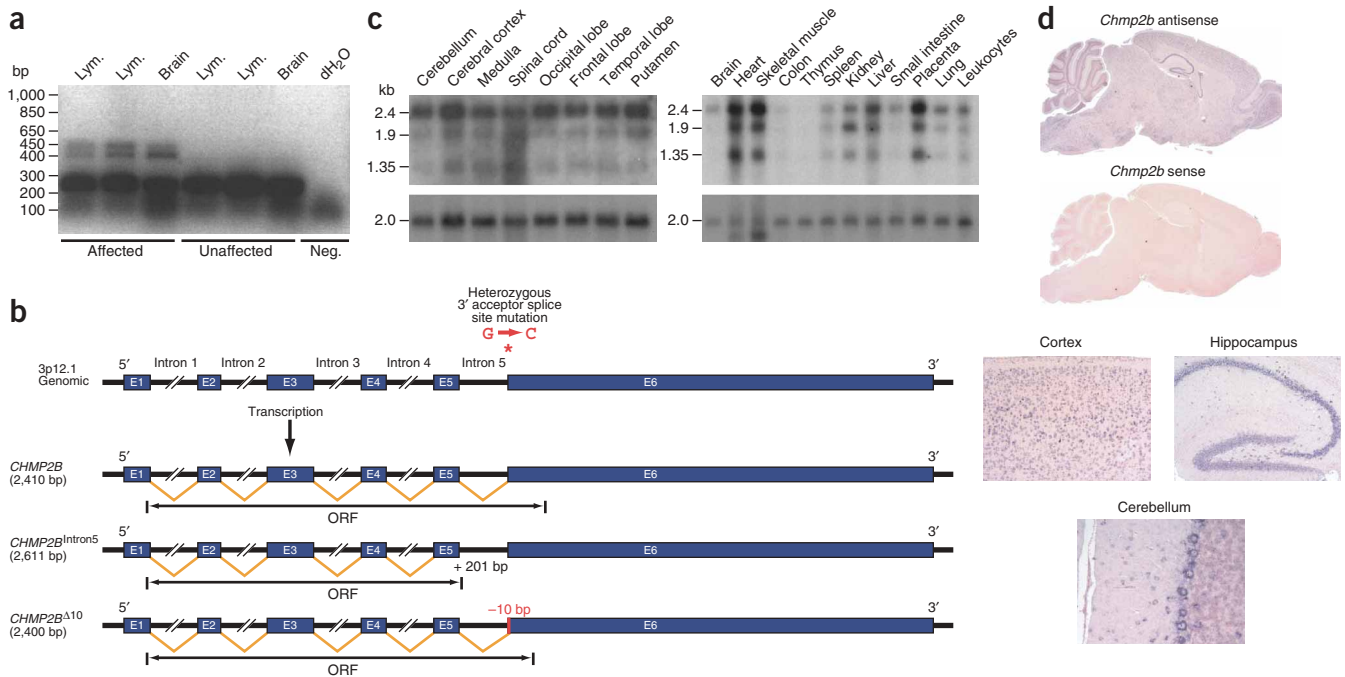 a
bp
Lym.
Lym.
Brain
Lym.
Lym.
Brain
dH2O
1,000
850
650
450
400
300
200
100
Affected
Unaffected
Neg.
c
Cerebellum
Cerebral cortex
Medulla
Spinal cord
Occipital lobe
Frontal lobe
Temporal lobe
Putamen
kb
2.4
1.9
1.35
2.0
Brain
Heart
Skeletal muscle
Colon
Thymus
Spleen
Kidney
Liver
Small intestine
Placenta
Lung
Leukocytes
2.4
1.9
1.35
2.0
d
Chmp2b antisense
Chmp2b sense
Cortex
Hippocampus
Cerebellum
b
Heterozygous
3′ acceptor splice
site mutation
G C
*
3p12.1
Genomic
5′ Intron 1 Intron 2 Intron 3 Intron 4 Intron 5 3′
E1 E2 E3 E4 E5 E6
Transcription
CHMP2B
(2,410 bp)
5′ 3′
E1 E2 E3 E4 E5 E6
ORF
CHMP2BIntron5
(2,611 bp)
5′ 3′
E1 E2 E3 E4 E5 E6
+ 201 bp
ORF
CHMP2BΔ10
(2,400 bp)
5′ –10 bp 3′
E1 E2 E3 E4 E5 E6
ORF